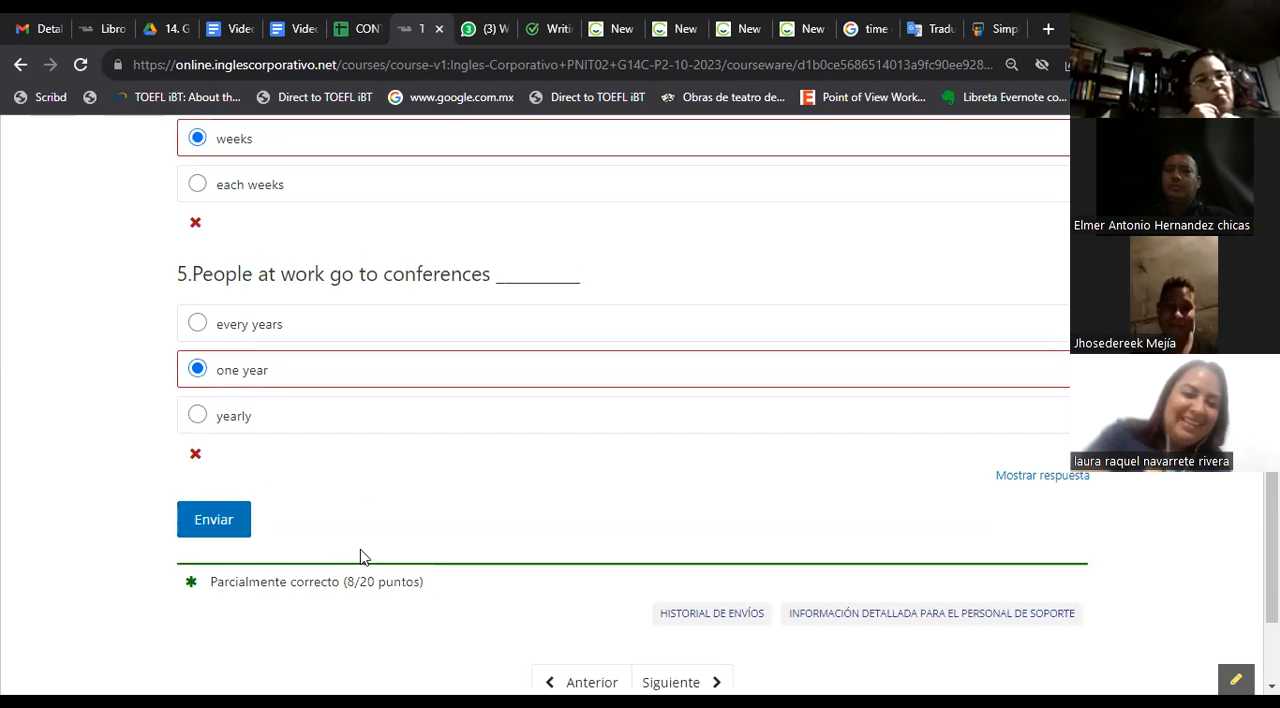 Detal
Libro
14. G
Videc
Videc
CON
1
(3) W
Writi
New
New
New
New
time
Tradu
Simp
https://online.inglescorporativo.net/courses/course-v1:Ingles-Corporativo+PNIT02+G14C-P2-10-2023/courseware/d1b0ce5686514013a9fc90ee928...
Scribd
TOEFL iBT: About th...
Direct to TOEFL iBT
www.google.com.mx
Direct to TOEFL iBT
Obras de teatro de...
Point of View Work...
Libreta Evernote co...
weeks
each weeks
5.People at work go to conferences __________
every years
one year
yearly
Mostrar respuesta
Enviar
Parcialmente correcto (8/20 puntos)
HISTORIAL DE ENVÍOS
INFORMACIÓN DETALLADA PARA EL PERSONAL DE SOPORTE
Anterior
Siguiente
Elmer Antonio Hernandez chicas
Jhosedereek Mejía
laura raquel navarrete rivera